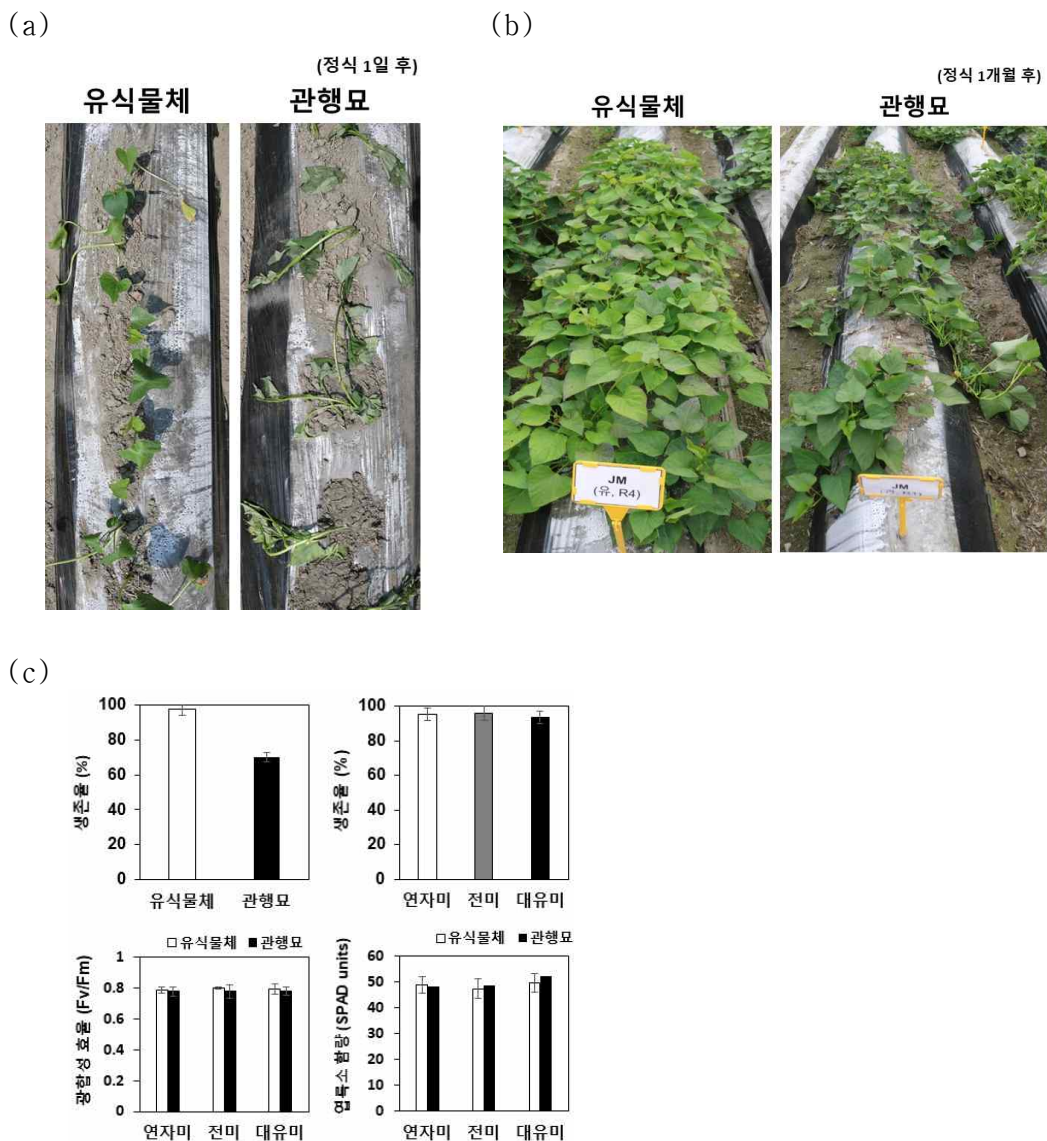 (a)
(정식 1일 후)
유식물체 관행묘
(b)
(정식 1개월 후)
유식물체 관행묘
JM
(유, R4)
JM
(c)
생존율 (%)
100
80
60
40
20
0
유식물체 관행묘
생존율 (%)
100
80
60
40
20
0
연자미 전미 대유미
□유식물체 ■관행묘
광합성 효율 (Fv/Fm)
1
0.8
0.6
0.4
0.2
0
연자미 전미 대유미
□유식물체 ■관행묘
엽록소 함량 (SPAD units)
60
50
40
30
20
10
0
연자미 전미 대유미